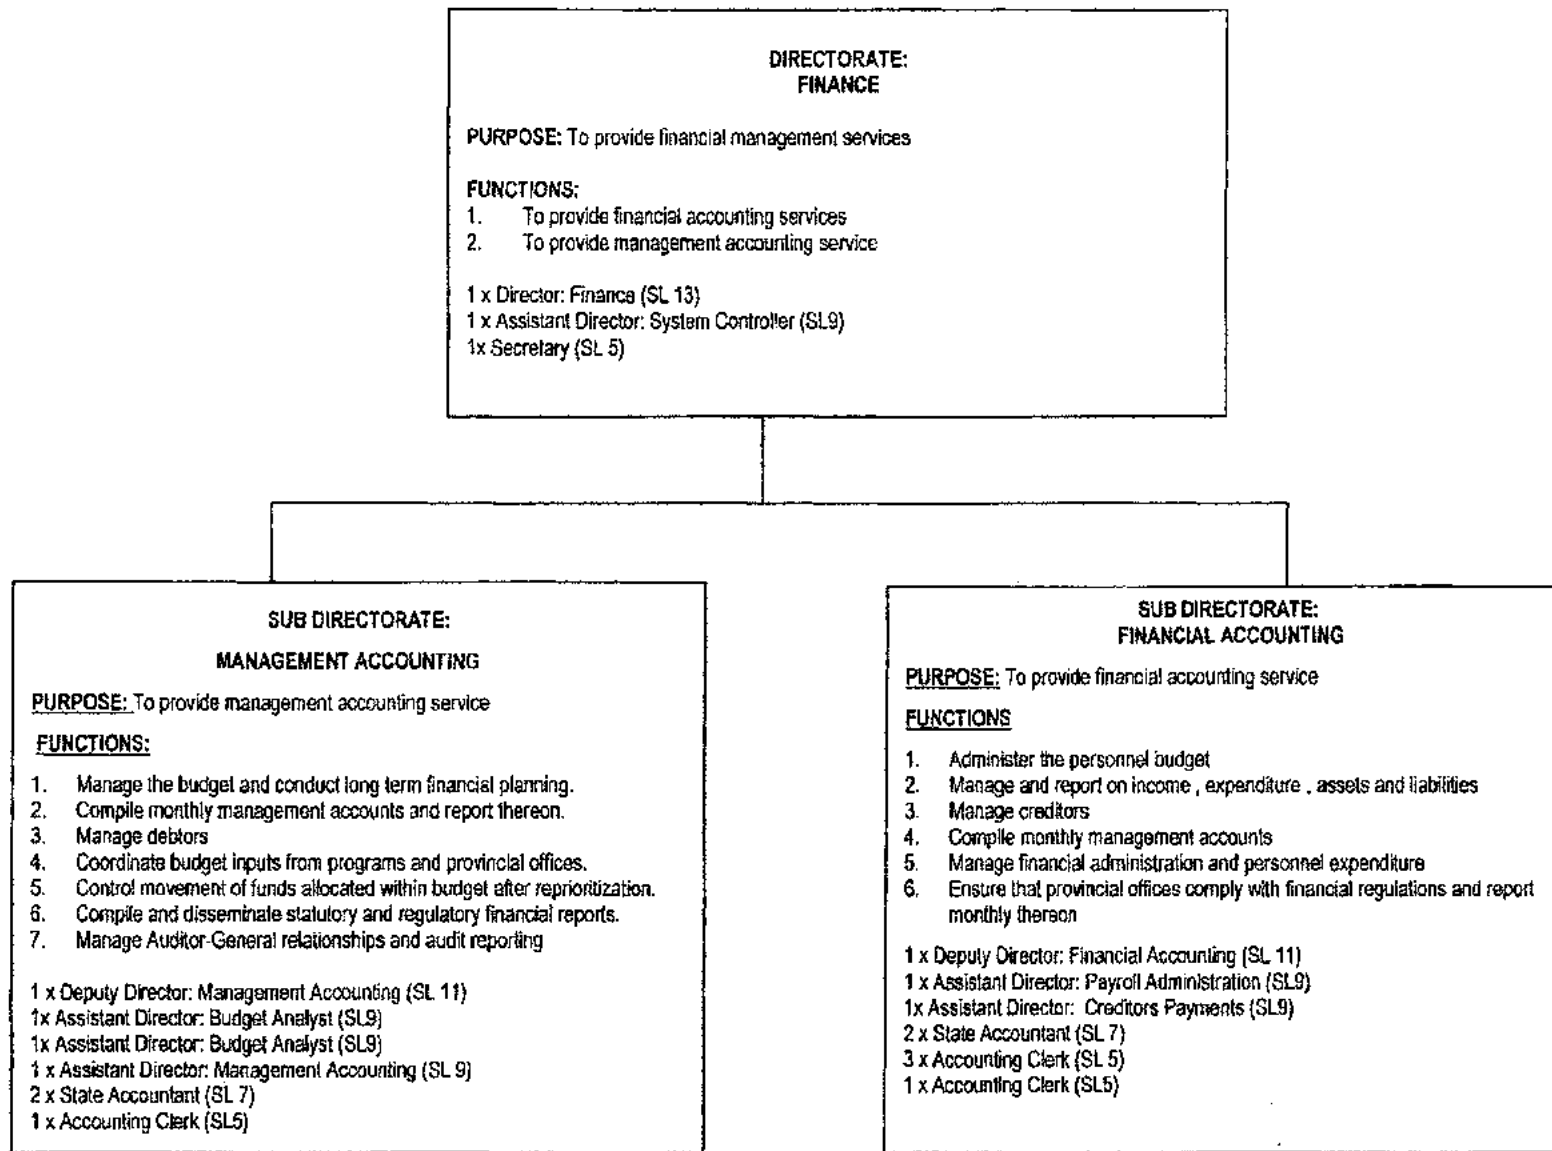 DIRECTORATE:
FINANCE
PURPOSE: To provide financial management services
FUNCTIONS:
1. To provide financial accounting services
2. To provide management accounting service
1 x Director: Finance (SL 13)
1 x Assistant Director: System Controller (SL9)
1x Secretary (SL 5)
SUB DIRECTORATE:
MANAGEMENT ACCOUNTING
PURPOSE: To provide management accounting service
FUNCTIONS:
1. Manage the budget and conduct long term financial planning.
2. Compile monthly management accounts and report thereon.
3. Manage debtors
4. Coordinate budget inputs from programs and provincial offices.
5. Control movement of funds allocated within budget after reprioritization.
6. Compile and disseminate statutory and regulatory financial reports.
7. Manage Auditor-General relationships and audit reporting
1 x Deputy Director: Management Accounting (SL 11)
1x Assistant Director: Budget Analyst (SL9)
1x Assistant Director: Budget Analyst (SL9)
1 x Assistant Director: Management Accounting (SL 9)
2 x State Accountant (SL 7)
1 x Accounting Clerk (SL5)
SUB DIRECTORATE:
FINANCIAL ACCOUNTING
PURPOSE: To provide financial accounting service
FUNCTIONS
1. Administer the personnel budget
2. Manage and report on income , expenditure , assets and liabilities
3. Manage creditors
4. Compile monthly management accounts
5. Manage financial administration and personnel expenditure
6. Ensure that provincial offices comply with financial regulations and report
monthly thereon
1 x Deputy Director: Financial Accounting (SL 11)
1 x Assistant Director: Payroll Administration (SL9)
1x Assistant Director: Creditors Payments (SL9)
2 x State Accountant (SL 7)
3 x Accounting Clerk (SL 5)
1 x Accounting Clerk (SL5)